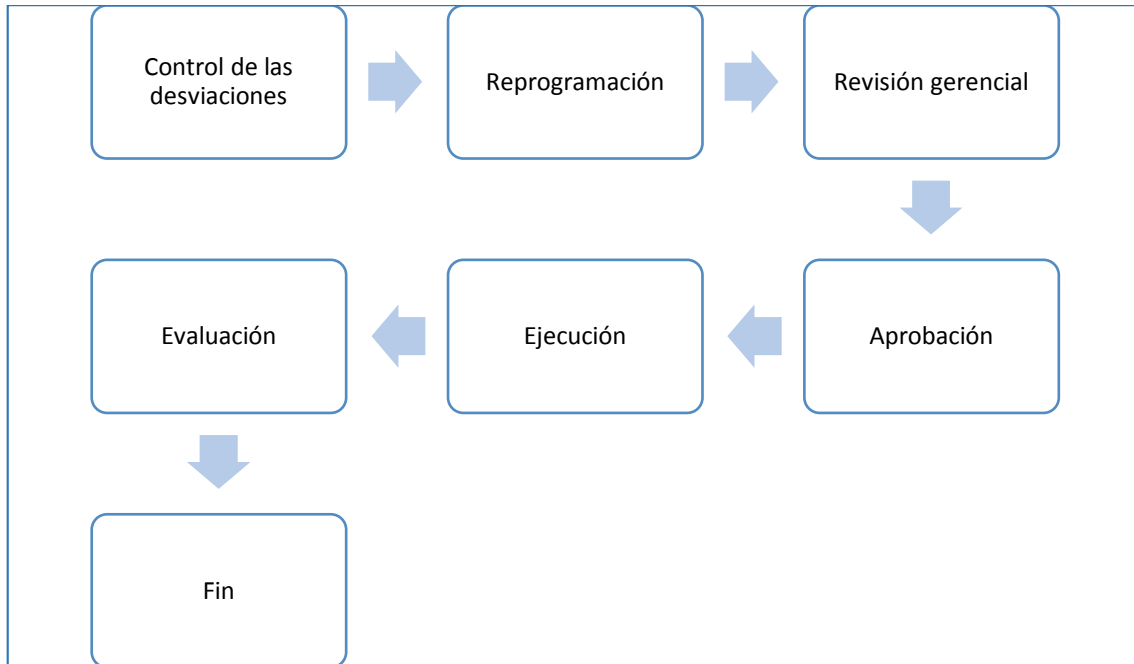 Control de las
desviaciones
Reprogramación
Revisión gerencial
Aprobación
Ejecución
Evaluación
Fin